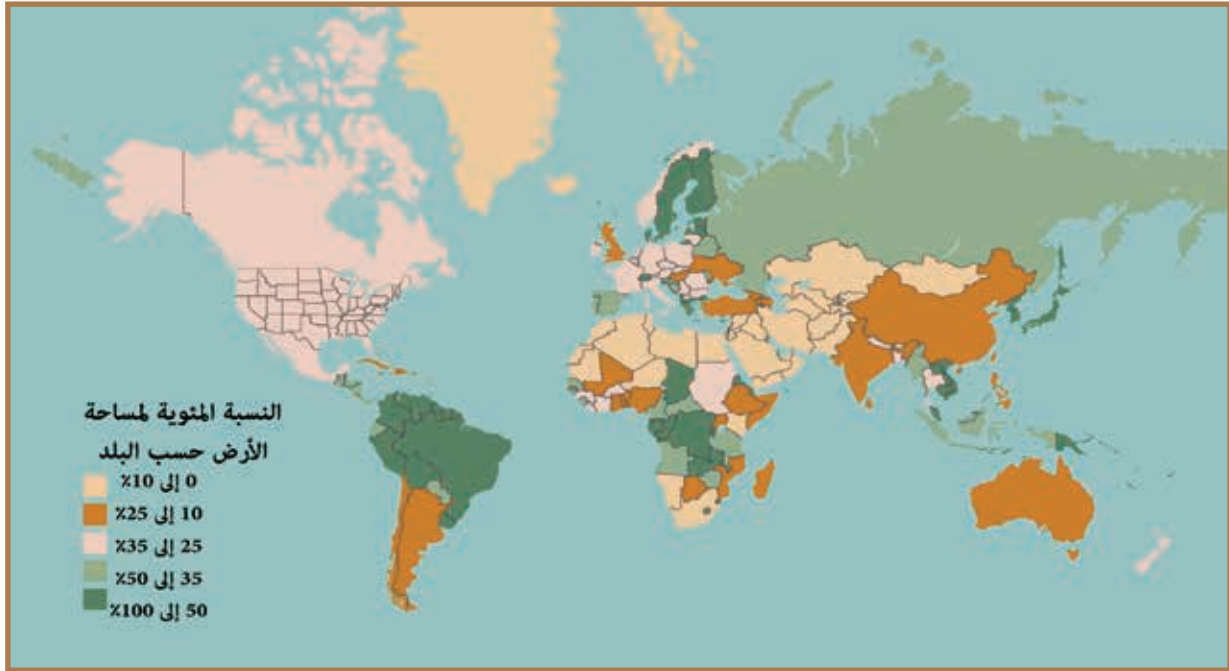 النسبة المئوية لمساحة
الأرض حسب البلد
0 إلى 10٪
10 إلى 25٪
25 إلى 35٪
35 إلى 50٪
50 إلى 100٪